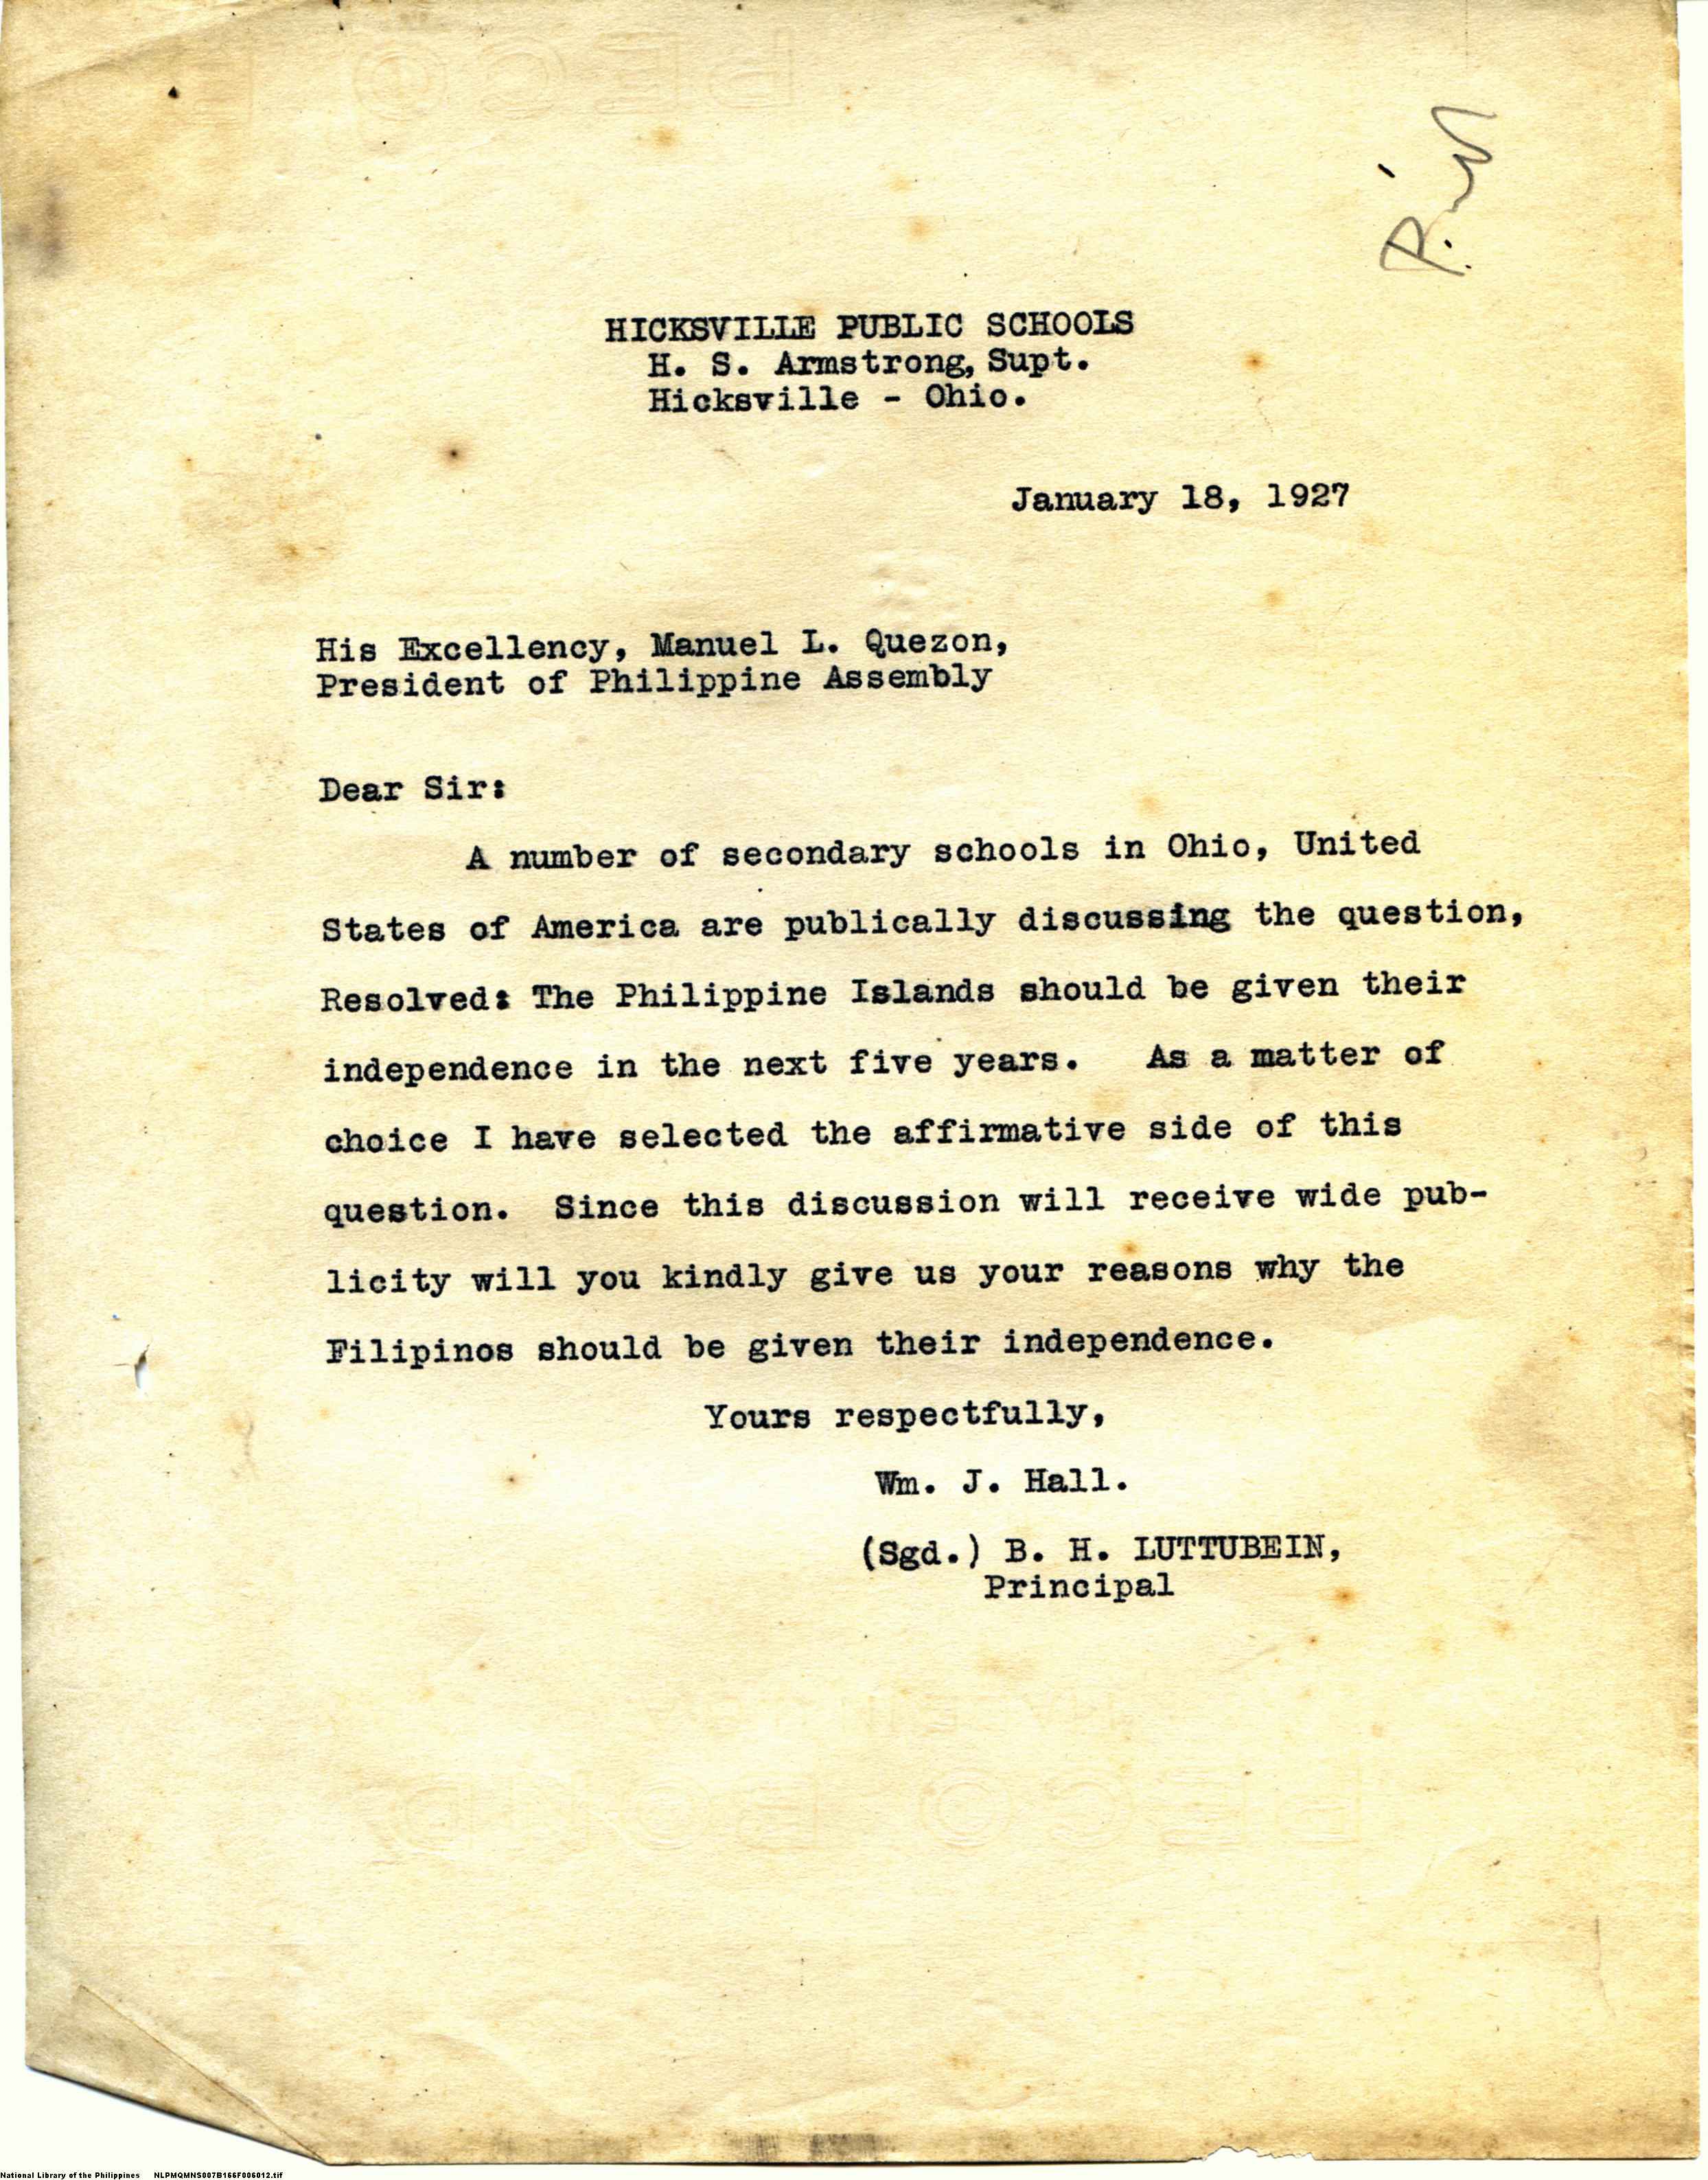 HICKSVILLE PUBLIC SCHOOLS
H. S. Armstrong, Supt.
Hicksville - Ohio.
January 18, 1927
His Excellency, Manuel L. Quezon,
President of Philippine Assembly
Dear Sir:
A number of secondary schools in Ohio, United
States of America are publically discussing the question,
Resolved: The Philippine Islands should be given their
independence in the next five years. As a matter of
choice I have selected the affirmative side of this
question. Since this discussion will receive wide pub-
licity will you kindly give us your reasons why the
Filipinos should be given their independence.
Yours respectfully,
Wm. J. Hall.
(Sgd.) B. H. LUTTUBEIN,
Principal
PECO BOND
National Library of the Philippines NLPMQMNS007B166F006012.tif